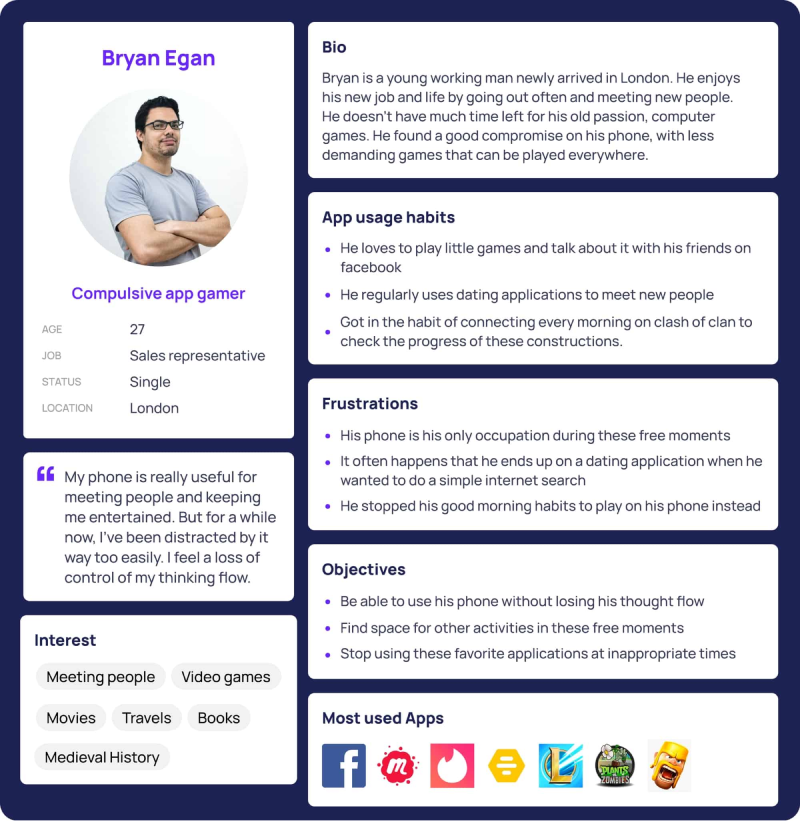 Bryan Egan
Compulsive app gamer
AGE 27
JOB Sales representative
STATUS Single
LOCATION London
My phone is really useful for
meeting people and keeping
me entertained. But for a while
now, I've been distracted by it
way too easily. I feel a loss of
control of my thinking flow.
Interest
Meeting people Video games
Movies Travels Books
Medieval History
Bio
Bryan is a young working man newly arrived in London. He enjoys
his new job and life by going out often and meeting new people.
He doesn't have much time left for his old passion, computer
games. He found a good compromise on his phone, with less
demanding games that can be played everywhere.
App usage habits
He loves to play little games and talk about it with his friends on
facebook
He regularly uses dating applications to meet new people
Got in the habit of connecting every morning on clash of clan to
check the progress of these constructions.
Frustrations
His phone is his only occupation during these free moments
It often happens that he ends up on a dating application when he
wanted to do a simple internet search
He stopped his good morning habits to play on his phone instead
Objectives
Be able to use his phone without losing his thought flow
Find space for other activities in these free moments
Stop using these favorite applications at inappropriate times
Most used Apps
f
m
L
PLANTS
ZOMBIES